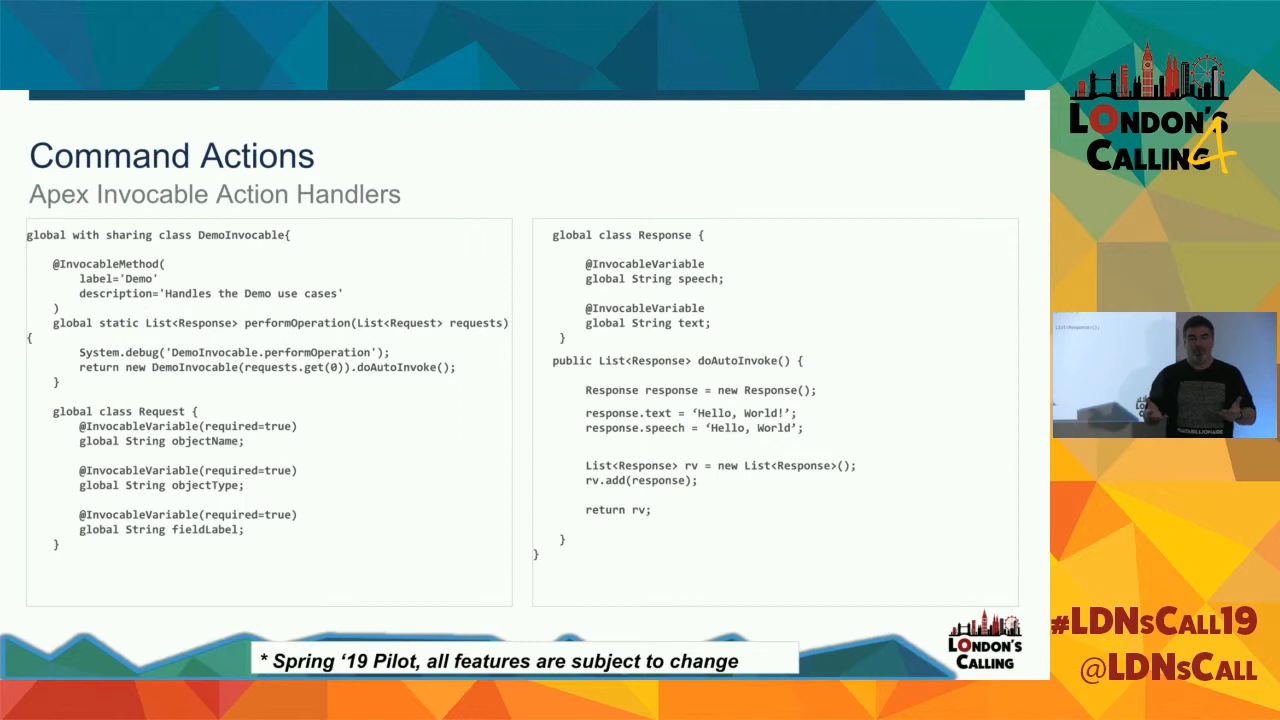 Command Actions
Apex Invocable Action Handlers
global with sharing class DemoInvocable{
@InvocableMethod(
label='Demo'
description='Handles the Demo use cases'
)
global static List<Response> performOperation(List<Request> requests)
{
System.debug('DemoInvocable.performOperation');
return new DemoInvocable(requests.get(0)).doAutoInvoke();
}
global class Request {
@InvocableVariable(required=true)
global String objectName;
@InvocableVariable(required=true)
global String objectType;
@InvocableVariable(required=true)
global String fieldLabel;
}
global class Response {
@InvocableVariable
global String speech;
@InvocableVariable
global String text;
}
public List<Response> doAutoInvoke() {
Response response = new Response();
response.text = ‘Hello, World!’;
response.speech = ‘Hello, World’;
List<Response> rv = new List<Response>();
rv.add(response);
return rv;
}
}
* Spring ‘19 Pilot, all features are subject to change
LONDON'S
CALLING
LONDON'S
CALLING 4
List<Response>();
#LDNSCALL19
@LDNSCALL